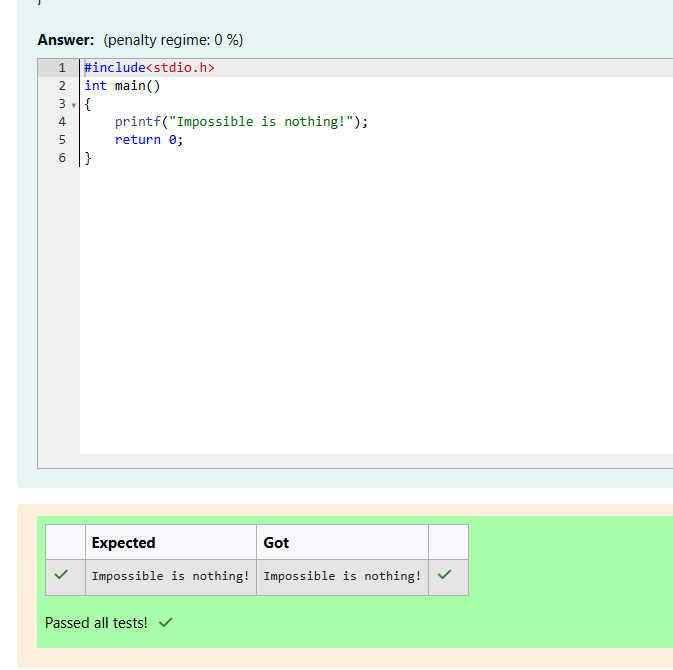 }
Answer: (penalty regime: 0 %)
1 #include<stdio.h>
2 int main()
3 {
4 printf("Impossible is nothing!");
5 return 0;
6 }
Expected Got
Impossible is nothing! Impossible is nothing!
Passed all tests!